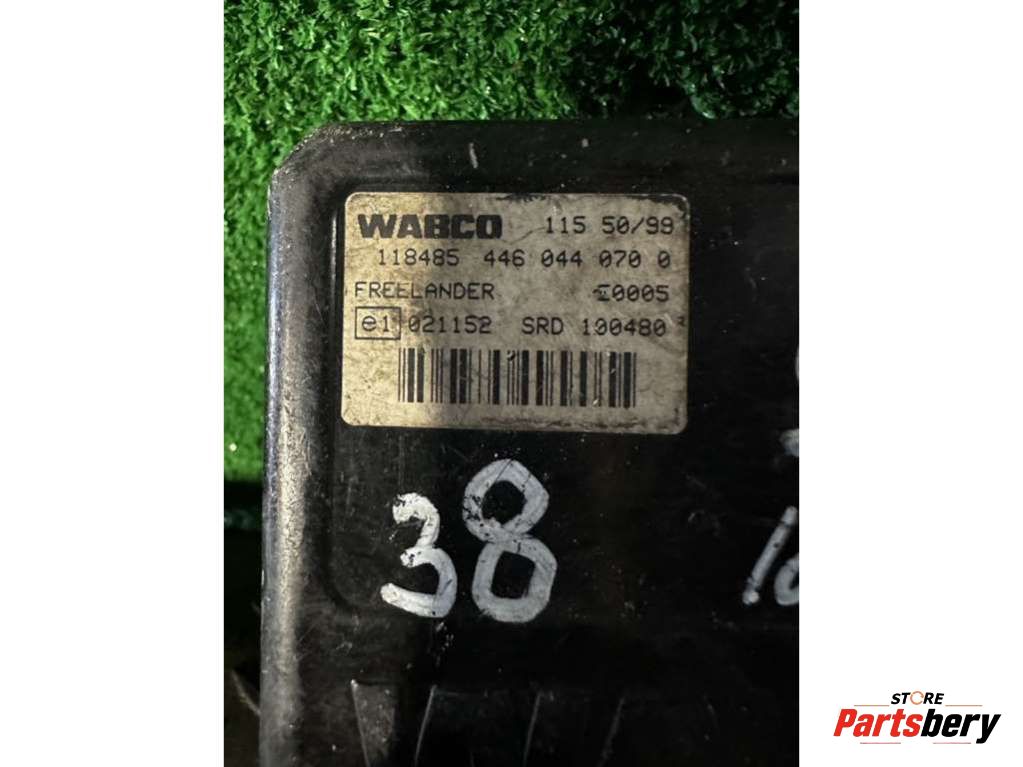 WABCO 115 50/99
118485 446 044 070 0
FREELANDER
e1 021152 SRD 100480
38
STORE
Partsbery